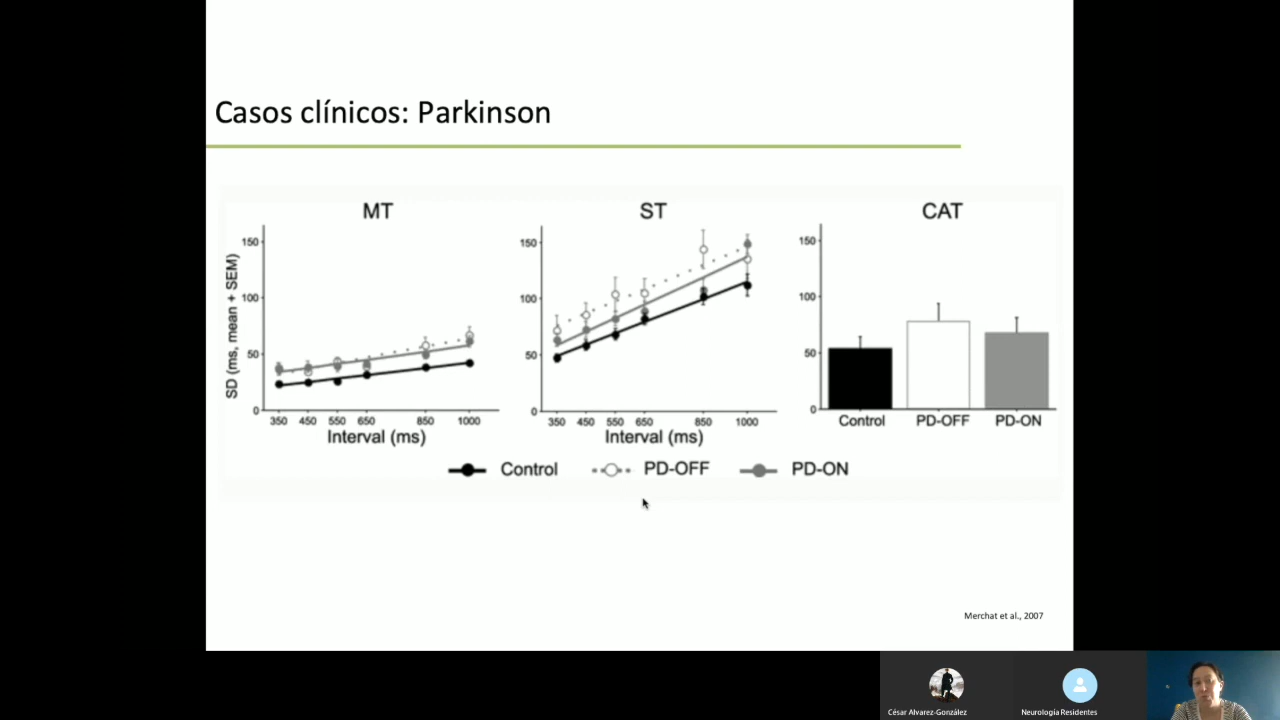 Casos clínicos: Parkinson
MT
ST
CAT
SD (ms, mean + SEM)
150
100
50
0
350 450 550 650 850 1000
Interval (ms)
150
100
50
0
350 450 550 650 850 1000
Interval (ms)
150
100
50
0
Control PD-OFF PD-ON
Control PD-OFF PD-ON
Merchat et al., 2007
César Alvarez-González
Neurología Residentes